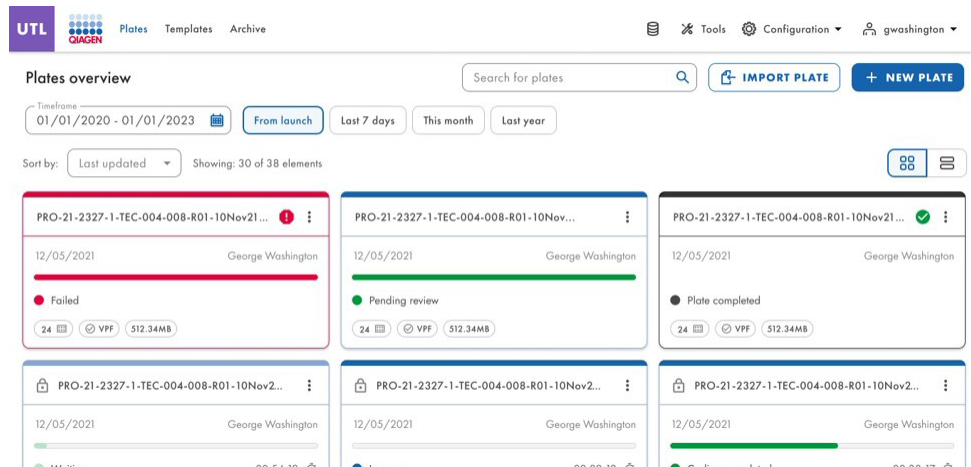 UTL
QIAGEN
Plates Templates Archive
Tools Configuration gwashington
Plates overview
Search for plates
IMPORT PLATE
+ NEW PLATE
Timeframe
01/01/2020 - 01/01/2023
From launch Last 7 days This month Last year
Sort by: Last updated Showing: 30 of 38 elements
PRO-21-2327-1-TEC-004-008-R01-10Nov21...
12/05/2021 George Washington
Failed
24 VPF 512.34MB
PRO-21-2327-1-TEC-004-008-R01-10Nov...
12/05/2021 George Washington
Pending review
24 VPF 512.34MB
PRO-21-2327-1-TEC-004-008-R01-10Nov21...
12/05/2021 George Washington
Plate completed
24 VPF 512.34MB
PRO-21-2327-1-TEC-004-008-R01-10Nov2...
12/05/2021 George Washington
PRO-21-2327-1-TEC-004-008-R01-10Nov2...
12/05/2021 George Washington
PRO-21-2327-1-TEC-004-008-R01-10Nov2...
12/05/2021 George Washington